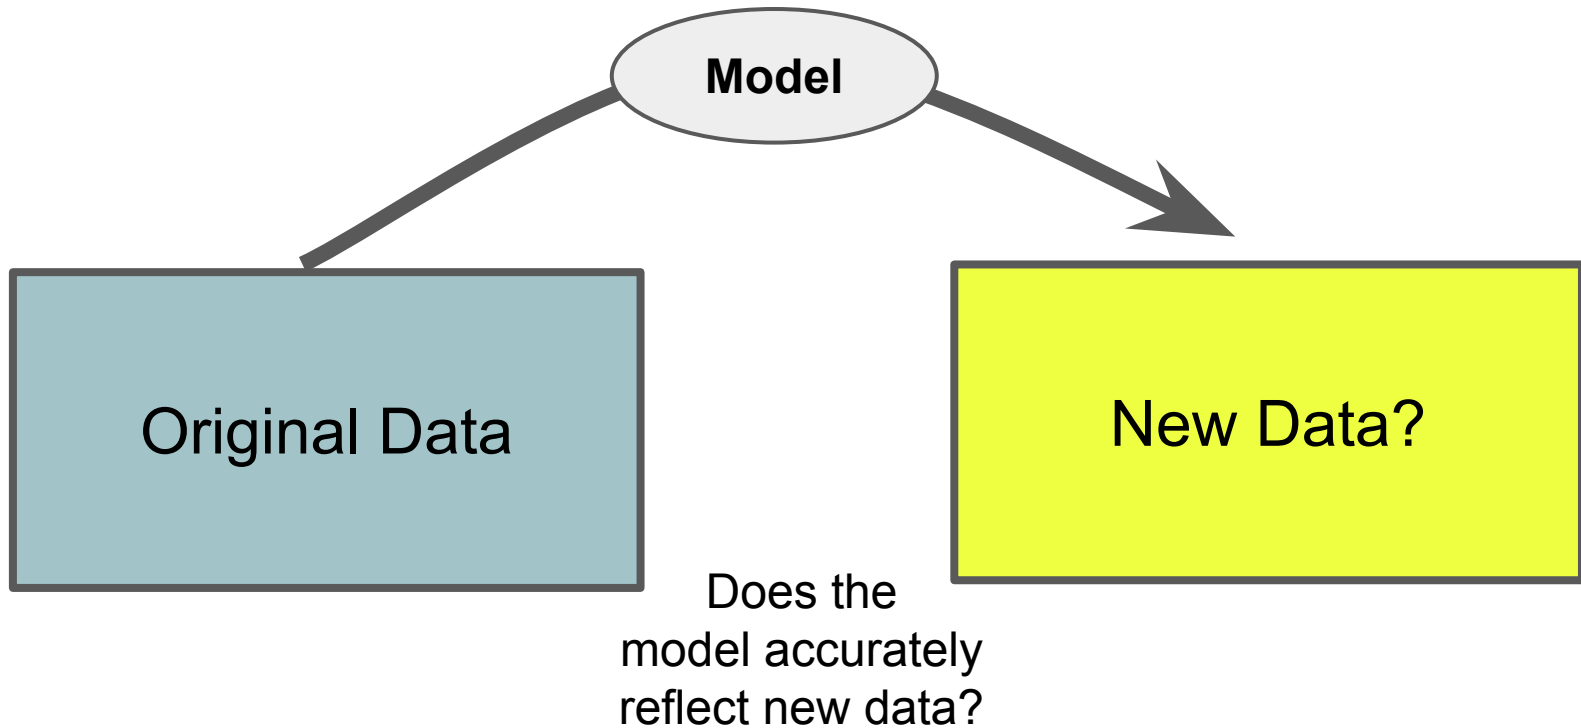 Model
Original Data
New Data?
Does the
model accurately
reflect new data?